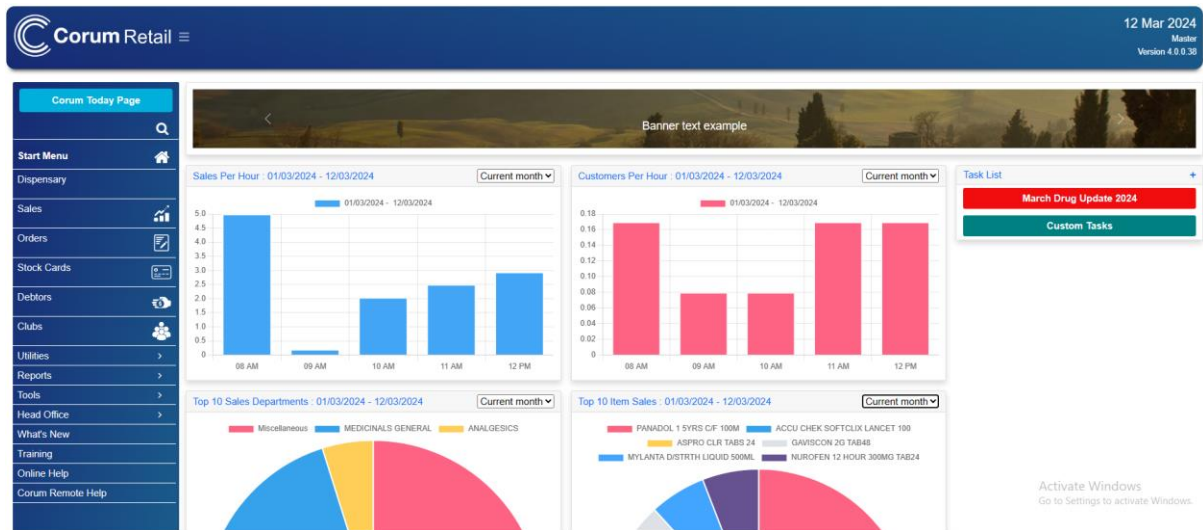 Corum Retail
12 Mar 2024
Master
Version 4.0.0.38
Corum Today Page
Start Menu
Dispensary
Sales
Orders
Stock Cards
Debtors
Clubs
Utilities
Reports
Tools
Head Office
What's New
Training
Online Help
Corum Remote Help
Banner text example
Sales Per Hour : 01/03/2024 - 12/03/2024
Current month
01/03/2024 - 12/03/2024
5.0
4.5
4.0
3.5
3.0
2.5
2.0
1.5
1.0
0.5
0
08 AM 09 AM 10 AM 11 AM 12 PM
Customers Per Hour : 01/03/2024 - 12/03/2024
Current month
01/03/2024 - 12/03/2024
0.18
0.16
0.14
0.12
0.10
0.08
0.06
0.04
0.02
0
08 AM 09 AM 10 AM 11 AM 12 PM
Task List +
March Drug Update 2024
Custom Tasks
Top 10 Sales Departments : 01/03/2024 - 12/03/2024
Current month
Miscellaneous MEDICINALS GENERAL ANALGESICS
Top 10 Item Sales : 01/03/2024 - 12/03/2024
Current month
PANADOL 1 5YRS C/F 100M ACCU CHEK SOFTCLIX LANCET 100
ASPRO CLR TABS 24 GAVISCON 2G TAB48
MYLANTA D/STRTH LIQUID 500ML NUROFEN 12 HOUR 300MG TAB24
Activate Windows
Go to Settings to activate Windows.